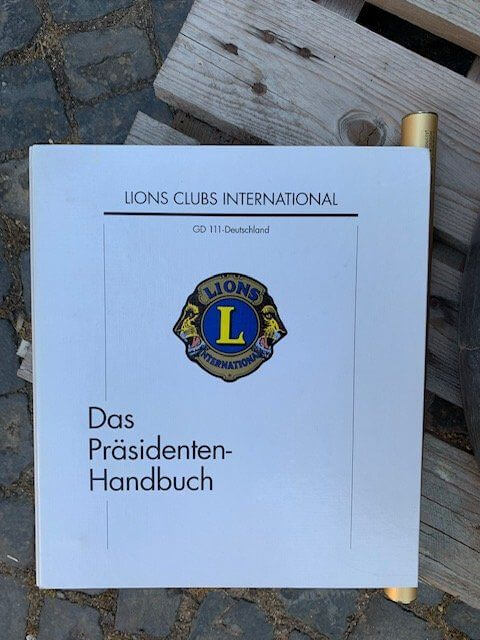 LIONS CLUBS INTERNATIONAL
GD 111-Deutschland
LIONS
L
INTERNATIONAL
Das
Präsidenten-
Handbuch